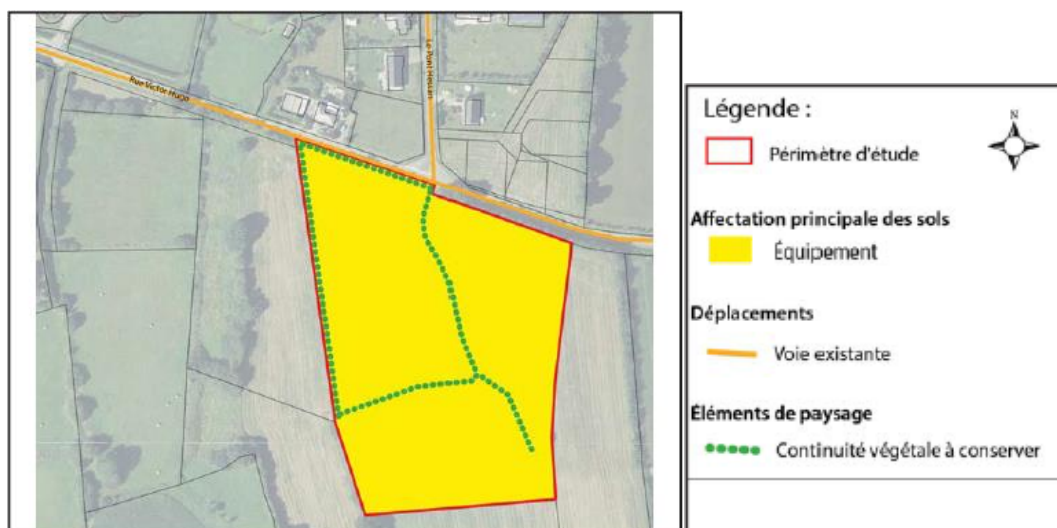 Rue Victor Hugo
Le Pont Hessart
Légende :
N
Périmètre d'étude
Affectation principale des sols
Équipement
Déplacements
Voie existante
Éléments de paysage
Continuité végétale à conserver